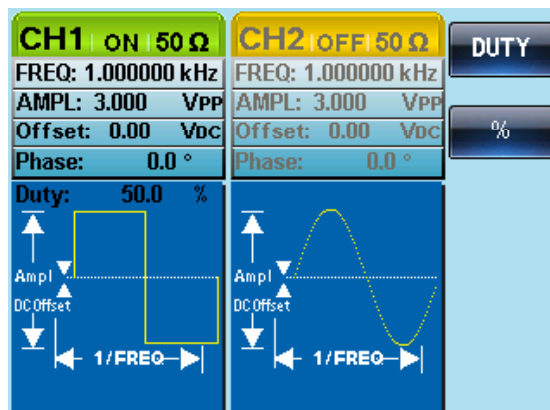 CH1 ON 50 Ω
FREQ: 1.000000 kHz
AMPL: 3.000 VPP
Offset: 0.00 VDC
Phase: 0.0 °
Duty: 50.0 %
Ampl
DC Offset
1/FREQ
CH2 OFF 50 Ω
FREQ: 1.000000 kHz
AMPL: 3.000 VPP
Offset: 0.00 VDC
Phase: 0.0 °
Ampl
DC Offset
1/FREQ
DUTY
%